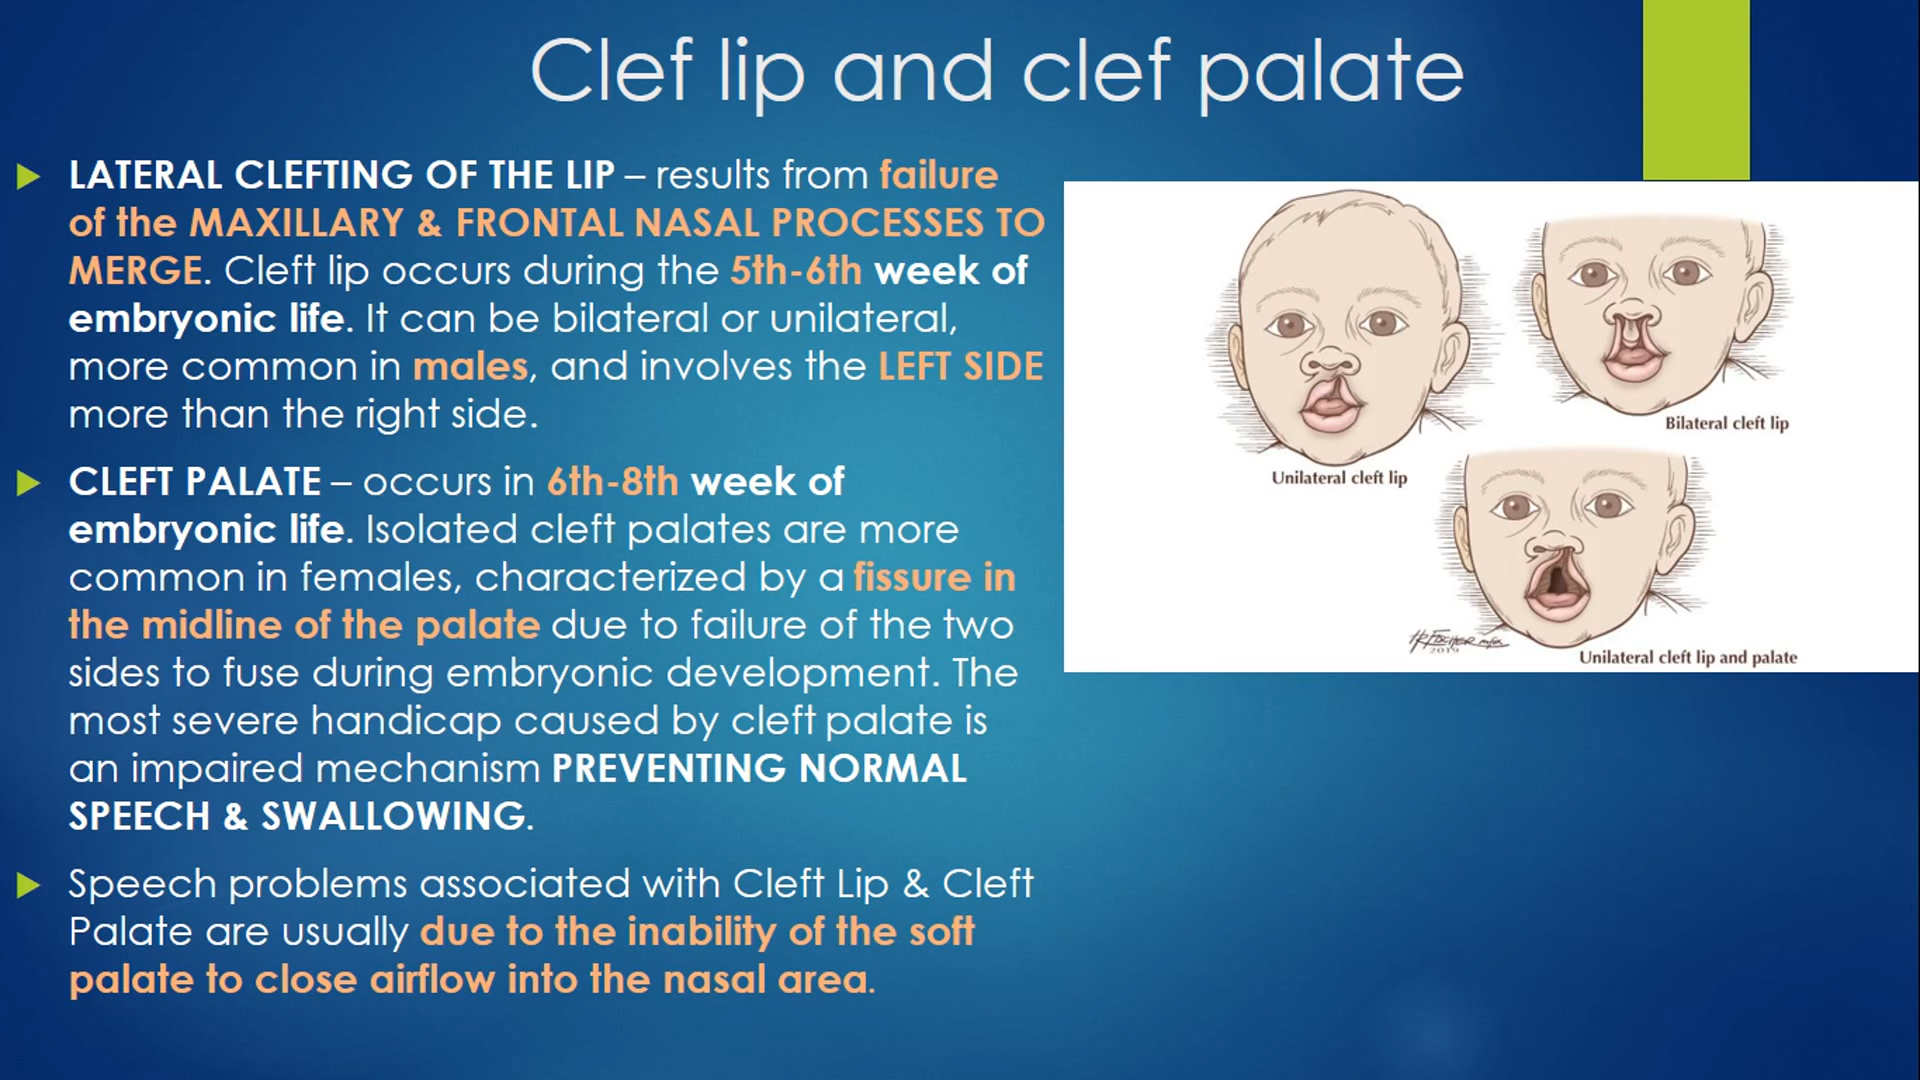 Clef lip and clef palate
LATERAL CLEFTING OF THE LIP – results from failure
of the MAXILLARY & FRONTAL NASAL PROCESSES TO
MERGE. Cleft lip occurs during the 5th-6th week of
embryonic life. It can be bilateral or unilateral,
more common in males, and involves the LEFT SIDE
more than the right side.
CLEFT PALATE – occurs in 6th-8th week of
embryonic life. Isolated cleft palates are more
common in females, characterized by a fissure in
the midline of the palate due to failure of the two
sides to fuse during embryonic development. The
most severe handicap caused by cleft palate is
an impaired mechanism PREVENTING NORMAL
SPEECH & SWALLOWING.
Speech problems associated with Cleft Lip & Cleft
Palate are usually due to the inability of the soft
palate to close airflow into the nasal area.
Unilateral cleft lip
Bilateral cleft lip
2019
Unilateral cleft lip and palate